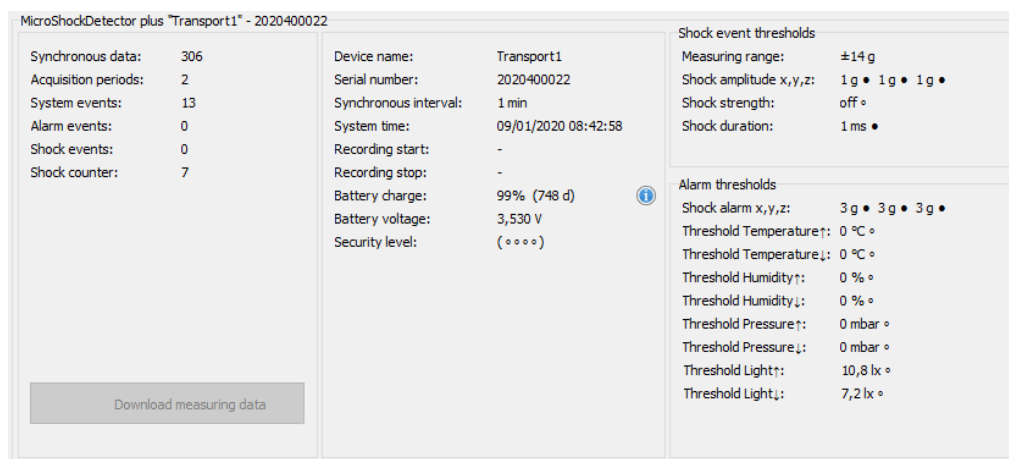 MicroShockDetector plus "Transport1" - 2020400022
Synchronous data: 306
Acquisition periods: 2
System events: 13
Alarm events: 0
Shock events: 0
Shock counter: 7
Download measuring data
Device name: Transport1
Serial number: 2020400022
Synchronous interval: 1 min
System time: 09/01/2020 08:42:58
Recording start: -
Recording stop: -
Battery charge: 99% (748 d)
Battery voltage: 3,530 V
Security level: (∘∘∘∘)
Shock event thresholds
Measuring range: ±14 g
Shock amplitude x,y,z: 1 g • 1 g • 1 g •
Shock strength: off ∘
Shock duration: 1 ms •
Alarm thresholds
Shock alarm x,y,z: 3 g • 3 g • 3 g •
Threshold Temperature↑: 0 °C ∘
Threshold Temperature↓: 0 °C ∘
Threshold Humidity↑: 0 % ∘
Threshold Humidity↓: 0 % ∘
Threshold Pressure↑: 0 mbar ∘
Threshold Pressure↓: 0 mbar ∘
Threshold Light↑: 10,8 lx ∘
Threshold Light↓: 7,2 lx ∘